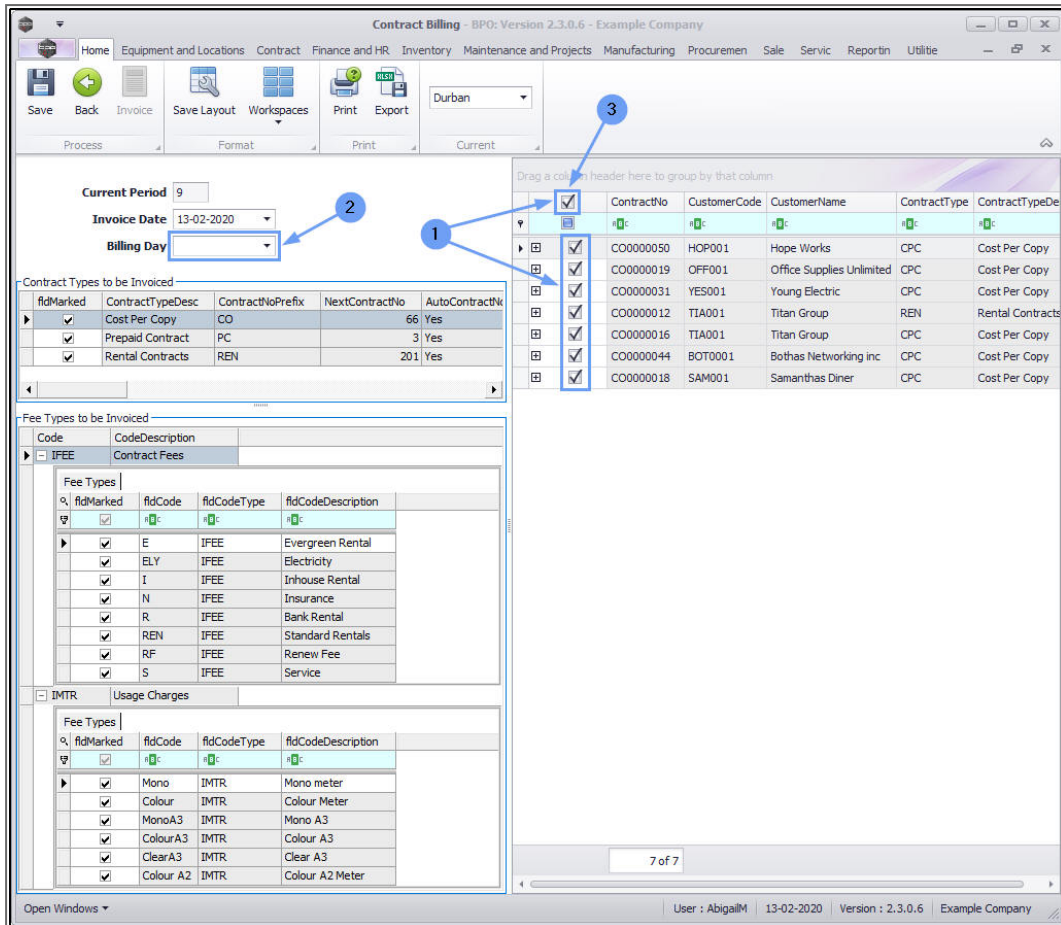 Contract Billing - BPO: Version 2.3.0.6 - Example Company
BPO
Home Equipment and Locations Contract Finance and HR Inventory Maintenance and Projects Manufacturing Procuremen Sale Servic Reportin Utilitie
XLSX
Save Back Invoice Save Layout Workspaces Print Export Durban
Process Format Print Current
3
Drag a column header here to group by that column
Current Period 9
Invoice Date 13-02-2020
2
Billing Day
1
ContractNo CustomerCode CustomerName ContractType ContractTypeDe
CO0000050 HOP001 Hope Works CPC Cost Per Copy
CO0000019 OFF001 Office Supplies Unlimited CPC Cost Per Copy
CO0000031 YES001 Young Electric CPC Cost Per Copy
CO0000012 TIA001 Titan Group REN Rental Contracts
CO0000016 TIA001 Titan Group CPC Cost Per Copy
CO0000044 BOT0001 Bothas Networking inc CPC Cost Per Copy
CO0000018 SAM001 Samanthas Diner CPC Cost Per Copy
7 of 7
Contract Types to be Invoiced
fldMarked ContractTypeDesc ContractNoPrefix NextContractNo AutoContractNo
Cost Per Copy CO 66 Yes
Prepaid Contract PC 3 Yes
Rental Contracts REN 201 Yes
Fee Types to be Invoiced
Code CodeDescription
IFEE Contract Fees
Fee Types
fldMarked fldCode fldCodeType fldCodeDescription
E IFEE Evergreen Rental
ELY IFEE Electricity
I IFEE Inhouse Rental
N IFEE Insurance
R IFEE Bank Rental
REN IFEE Standard Rentals
RF IFEE Renew Fee
S IFEE Service
IMTR Usage Charges
Fee Types
fldMarked fldCode fldCodeType fldCodeDescription
Mono IMTR Mono meter
Colour IMTR Colour Meter
MonoA3 IMTR Mono A3
ColourA3 IMTR Colour A3
ClearA3 IMTR Clear A3
Colour A2 IMTR Colour A2 Meter
Open Windows User : AbigailM 13-02-2020 Version : 2.3.0.6 Example Company